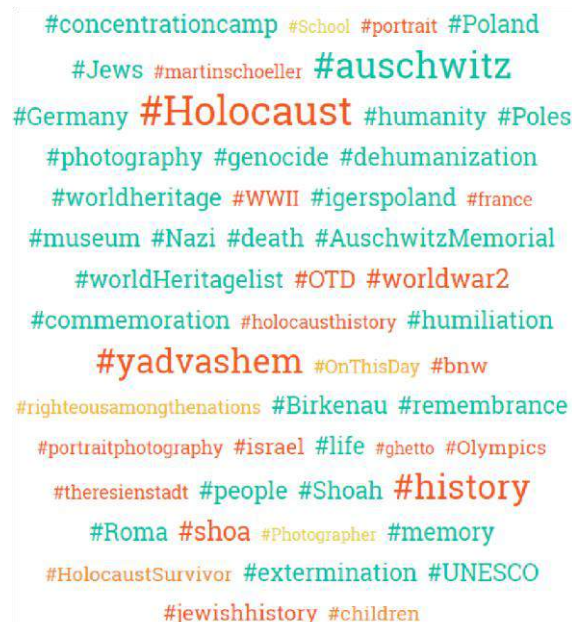 #concentrationcamp #School #portrait #Poland
#Jews #martinschoeller #auschwitz
#Germany #Holocaust #humanity #Poles
#photography #genocide #dehumanization
#worldheritage #WWII #igerspoland #france
#museum #Nazi #death #AuschwitzMemorial
#worldHeritagelist #OTD #worldwar2
#commemoration #holocausthistory #humiliation
#yadvashem #OnThisDay #bnw
#righteousamongthenations #Birkenau #remembrance
#portraitphotography #israel #life #ghetto #Olympics
#theresienstadt #people #Shoah #history
#Roma #shoa #Photographer #memory
#HolocaustSurvivor #extermination #UNESCO
#jewishhistory #children